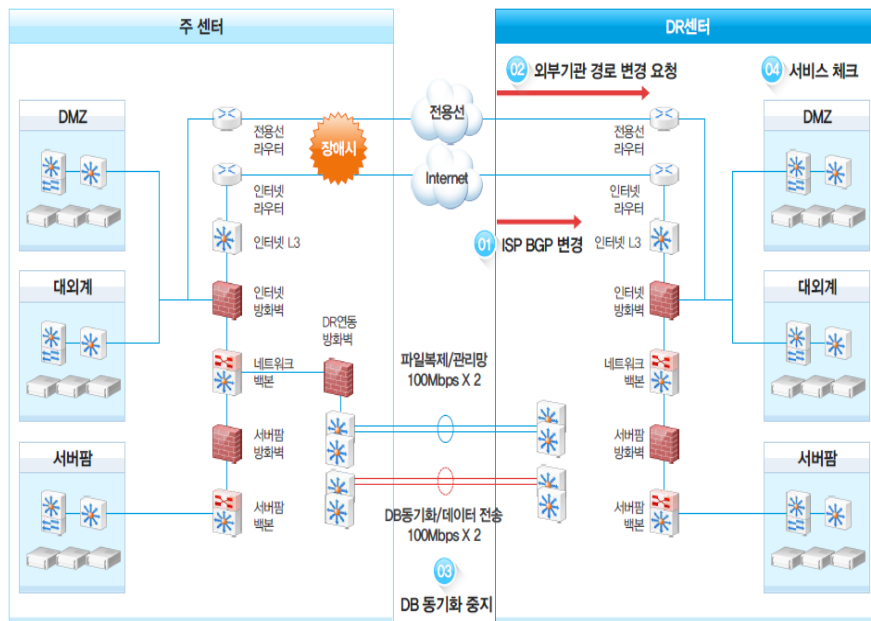 주 센터
DR센터
02 외부기관 경로 변경 요청
04 서비스 체크
DMZ
전용선
라우터
장애시
전용선
전용선
라우터
DMZ
인터넷
라우터
Internet
인터넷
라우터
인터넷 L3
01 ISP BGP 변경
인터넷 L3
대외계
인터넷
방화벽
DR연동
방화벽
인터넷
방화벽
대외계
네트워크
백본
파일복제/관리망
100Mbps X 2
네트워크
백본
서버팜
서버팜
방화벽
서버팜
방화벽
서버팜
서버팜
백본
DB동기화/데이터 전송
100Mbps X 2
서버팜
백본
03
DB 동기화 중지